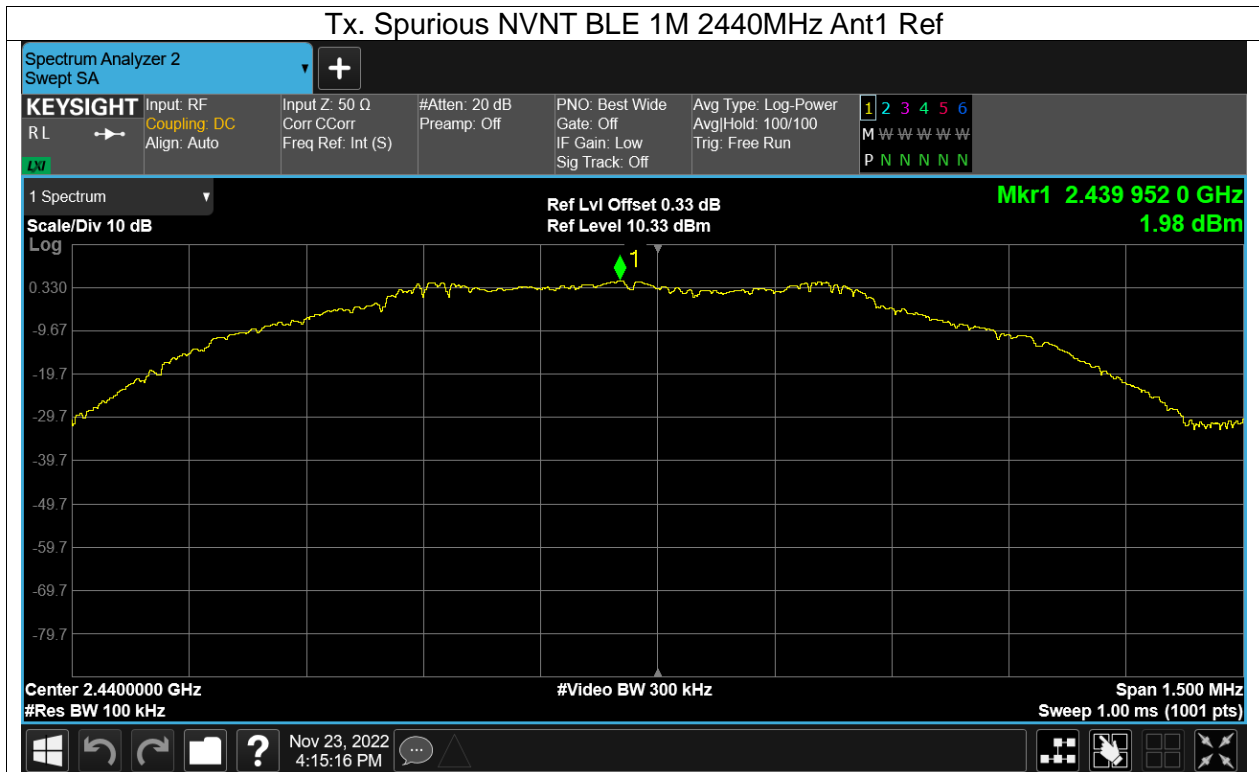 Tx. Spurious NVNT BLE 1M 2440MHz Ant1 Ref
Spectrum Analyzer 2
Swept SA
KEYSIGHT
R L
LXI
Input: RF
Coupling: DC
Align: Auto
Input Z: 50 Ω
Corr CCorr
Freq Ref: Int (S)
#Atten: 20 dB
Preamp: Off
PNO: Best Wide
Gate: Off
IF Gain: Low
Sig Track: Off
Avg Type: Log-Power
Avg|Hold: 100/100
Trig: Free Run
1 2 3 4 5 6
M W W W W W
P N N N N N
1 Spectrum
Scale/Div 10 dB
Log
Ref Lvl Offset 0.33 dB
Ref Level 10.33 dBm
Mkr1 2.439 952 0 GHz
1.98 dBm
1
0.330
-9.67
-19.7
-29.7
-39.7
-49.7
-59.7
-69.7
-79.7
Center 2.4400000 GHz
#Res BW 100 kHz
#Video BW 300 kHz
Span 1.500 MHz
Sweep 1.00 ms (1001 pts)
?
Nov 23, 2022
4:15:16 PM